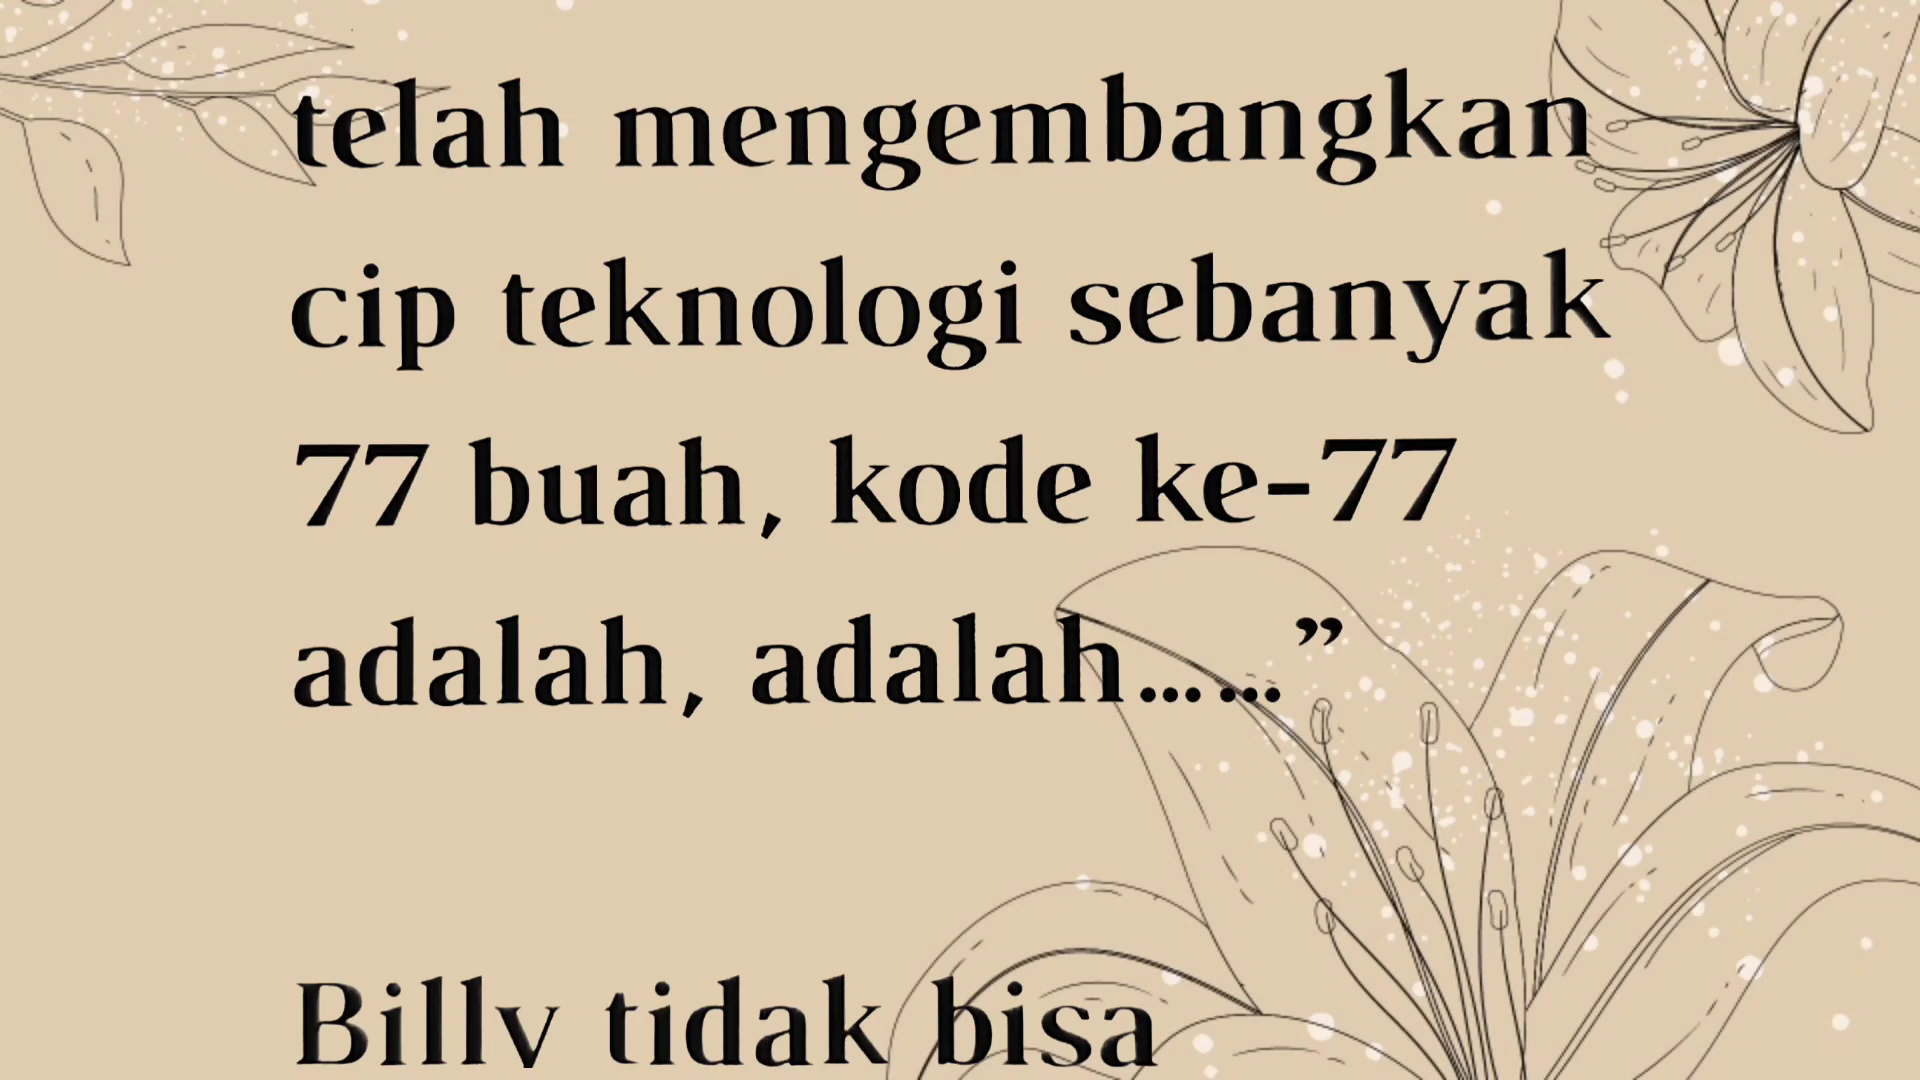 telah mengembangkan
cip teknologi sebanyak
77 buah, kode ke-77
adalah, adalah……”
Billy tidak bisa